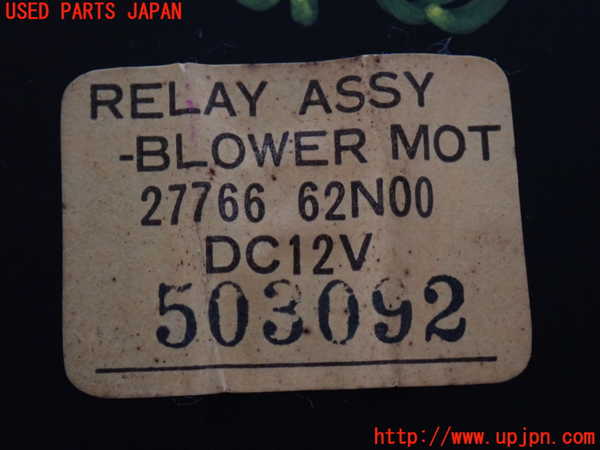 USED PARTS JAPAN
RELAY ASSY
-BLOWER MOT
27766 62N00
DC12V
503092
http://www.upjpn.com